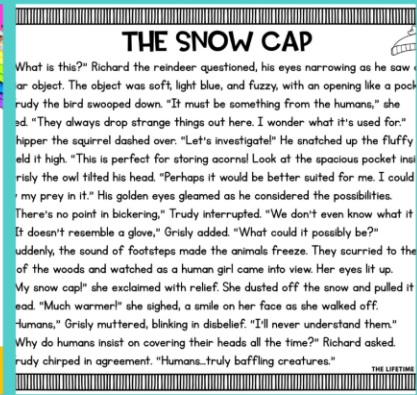 THE SNOW CAP
What is this?" Richard the reindeer questioned, his eyes narrowing as he saw
ar object. The object was soft, light blue, and fuzzy, with an opening like a pock
rudy the bird swooped down. "It must be something from the humans," she
ed. "They always drop strange things out here. I wonder what it's used for."
hipper the squirrel dashed over. "Let's investigate!" He snatched up the fluffy
eld it high. "This is perfect for storing acorns! Look at the spacious pocket insi
risly the owl tilted his head. "Perhaps it would be better suited for me. I could
my prey in it." His golden eyes gleamed as he considered the possibilities.
There's no point in bickering," Trudy interrupted. "We don't even know what it
It doesn't resemble a glove," Grisly added. "What could it possibly be?"
uddenly, the sound of footsteps made the animals freeze. They scurried to the
of the woods and watched as a human girl came into view. Her eyes lit up.
My snow cap!" she exclaimed with relief. She dusted off the snow and pulled it
ead. "Much warmer!" she sighed, a smile on her face as she walked off.
Humans," Grisly muttered, blinking in disbelief. "I'll never understand them."
Why do humans insist on covering their heads all the time?" Richard asked.
rudy chirped in agreement. "Humans...truly baffling creatures."
THE LIFETIME